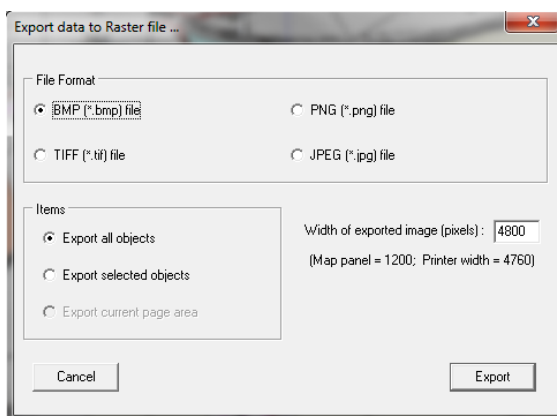 Export data to Raster file ...
File Format
BMP (*.bmp) file
PNG (*.png) file
TIFF (*.tif) file
JPEG (*.jpg) file
Items
Export all objects
Export selected objects
Export current page area
Width of exported image (pixels) : 4800
(Map panel = 1200; Printer width = 4760)
Cancel
Export